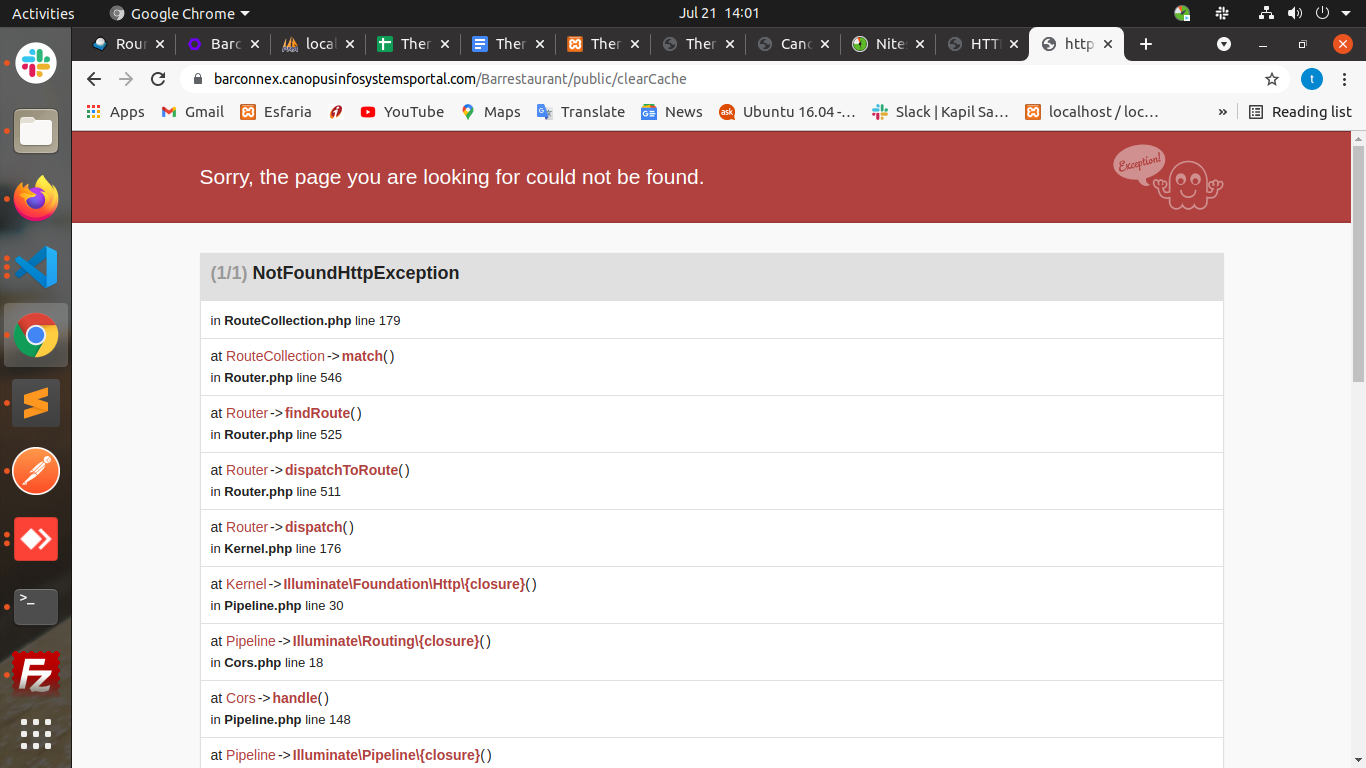 Activities
Google Chrome
Jul 21 14:01
Rour
Barc
local
Ther
Ther
Ther
Ther
Canc
Nite
HTTI
http
barconnex.canopusinfosystemsportal.com/Barrestaurant/public/clearCache
Apps
Gmail
Esfaria
YouTube
Maps
Translate
News
ask
Ubuntu 16.04 -...
Slack | Kapil Sa...
localhost / loc...
»
Reading list
Sorry, the page you are looking for could not be found.
Exception!
(1/1) NotFoundHttpException
in RouteCollection.php line 179
at RouteCollection->match()
in Router.php line 546
at Router->findRoute()
in Router.php line 525
at Router->dispatchToRoute()
in Router.php line 511
at Router->dispatch()
in Kernel.php line 176
at Kernel->Illuminate\Foundation\Http\{closure}()
in Pipeline.php line 30
at Pipeline->Illuminate\Routing\{closure}()
in Cors.php line 18
at Cors->handle()
in Pipeline.php line 148
at Pipeline->Illuminate\Pipeline\{closure}()